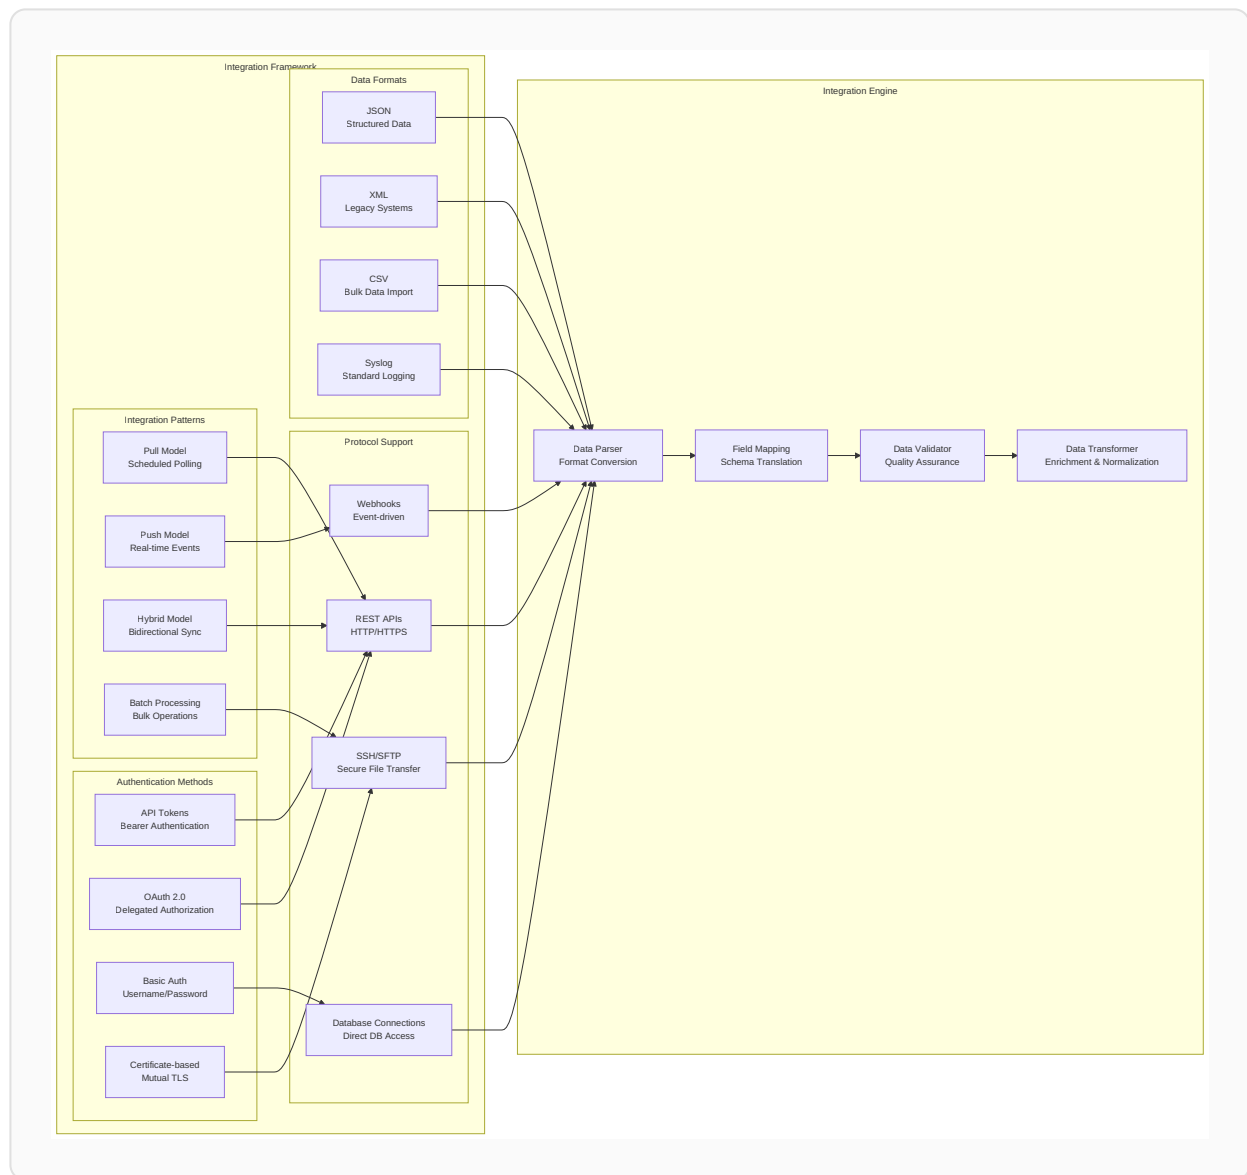 Integration Framework
Data Formats
JSON
Structured Data
XML
Legacy Systems
CSV
Bulk Data Import
Syslog
Standard Logging
Integration Patterns
Pull Model
Scheduled Polling
Push Model
Real-time Events
Hybrid Model
Bidirectional Sync
Batch Processing
Bulk Operations
Protocol Support
Webhooks
Event-driven
REST APIs
HTTP/HTTPS
SSH/SFTP
Secure File Transfer
Database Connections
Direct DB Access
Authentication Methods
API Tokens
Bearer Authentication
OAuth 2.0
Delegated Authorization
Basic Auth
Username/Password
Certificate-based
Mutual TLS
Integration Engine
Data Parser
Format Conversion
Field Mapping
Schema Translation
Data Validator
Quality Assurance
Data Transformer
Enrichment & Normalization